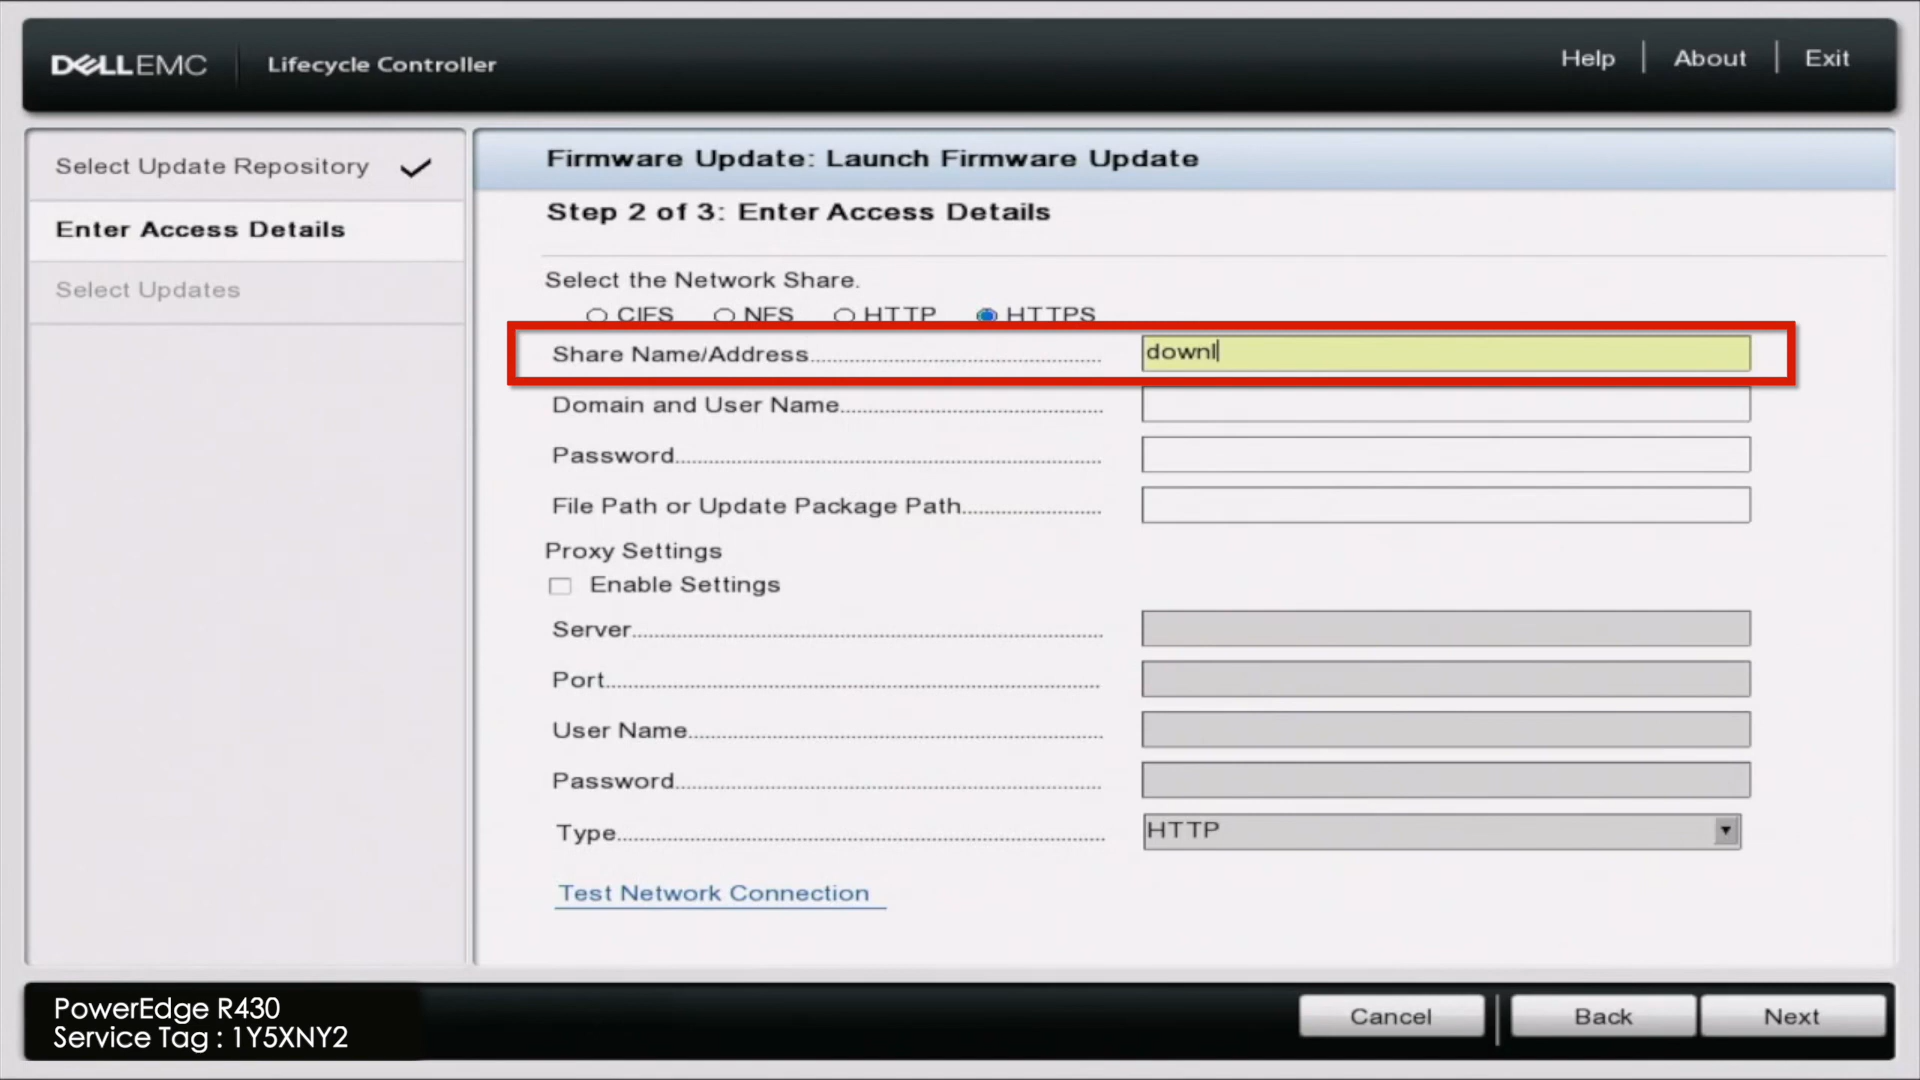 DELLEMC Lifecycle Controller Help About Exit
Select Update Repository
Enter Access Details
Select Updates
Firmware Update: Launch Firmware Update
Step 2 of 3: Enter Access Details
Select the Network Share.
CIFS NFS HTTP HTTPS
Share Name/Address downl
Domain and User Name
Password
File Path or Update Package Path
Proxy Settings
Enable Settings
Server
Port
User Name
Password
Type HTTP
Test Network Connection
PowerEdge R430
Service Tag : 1Y5XNY2
Cancel Back Next